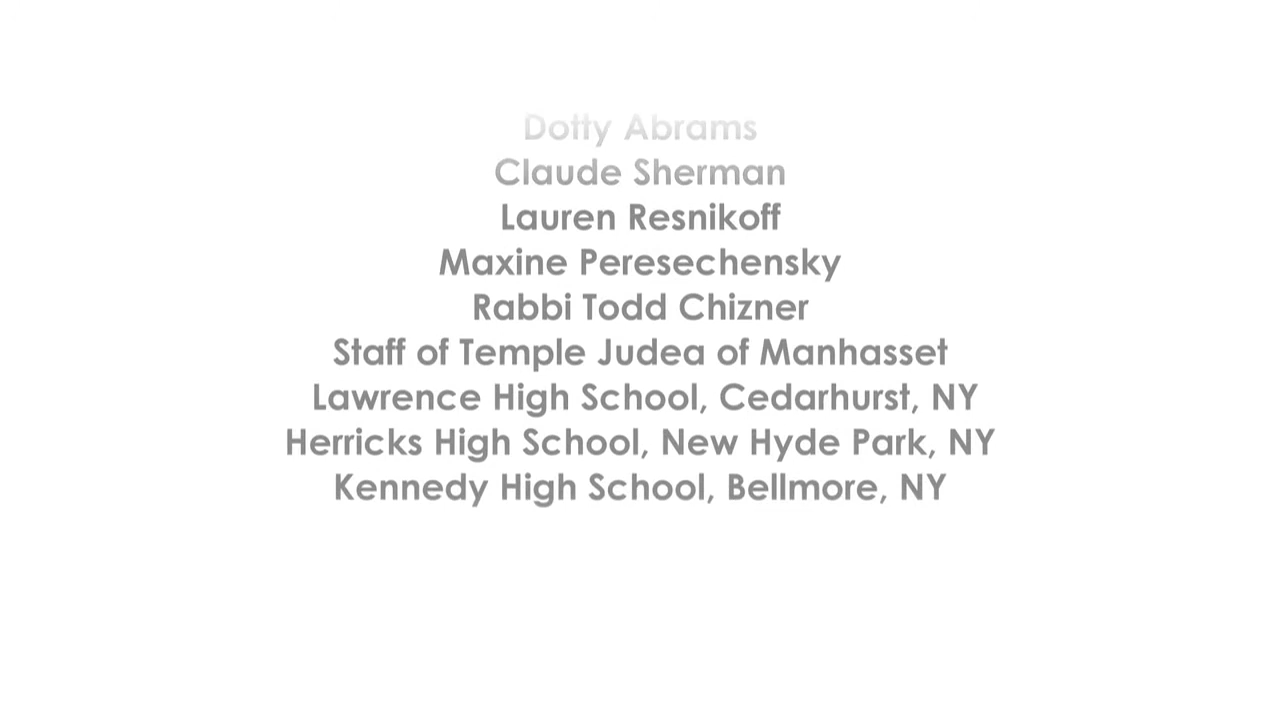 Dotty Abrams
Claude Sherman
Lauren Resnikoff
Maxine Peresechensky
Rabbi Todd Chizner
Staff of Temple Judea of Manhasset
Lawrence High School, Cedarhurst, NY
Herricks High School, New Hyde Park, NY
Kennedy High School, Bellmore, NY